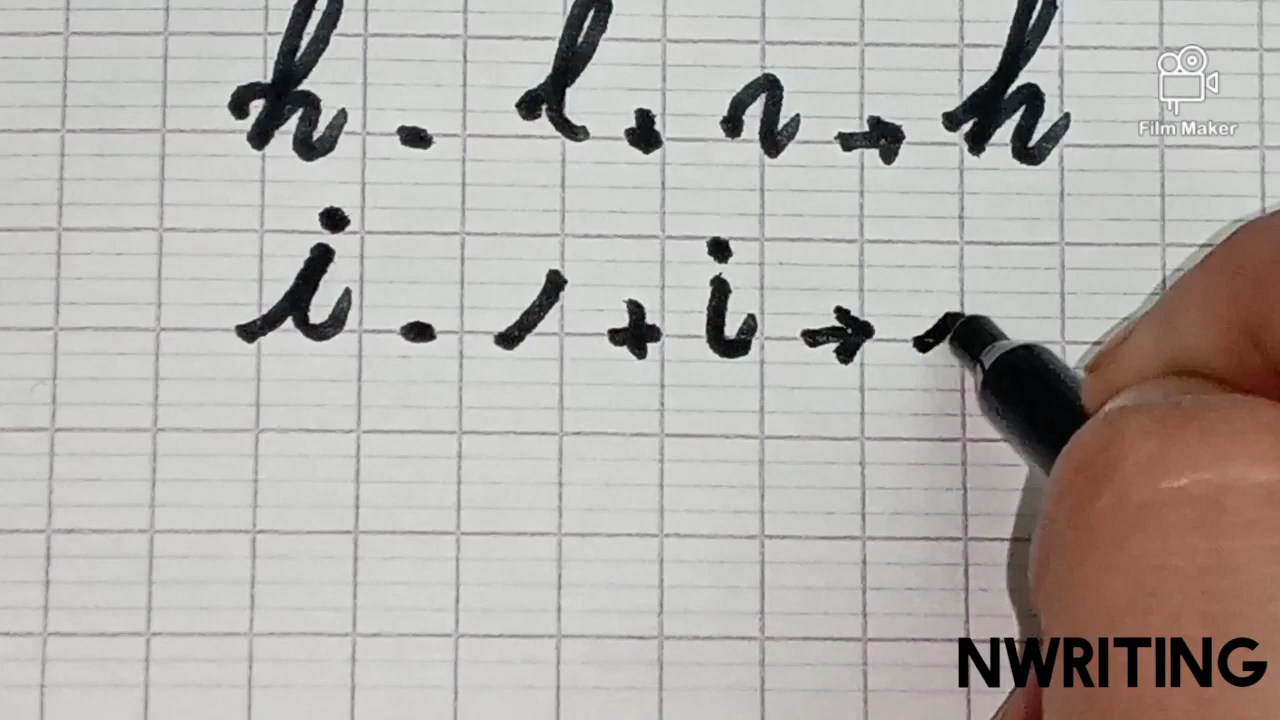 h - l + r → h
i - / + i →
Film Maker
NWRITING